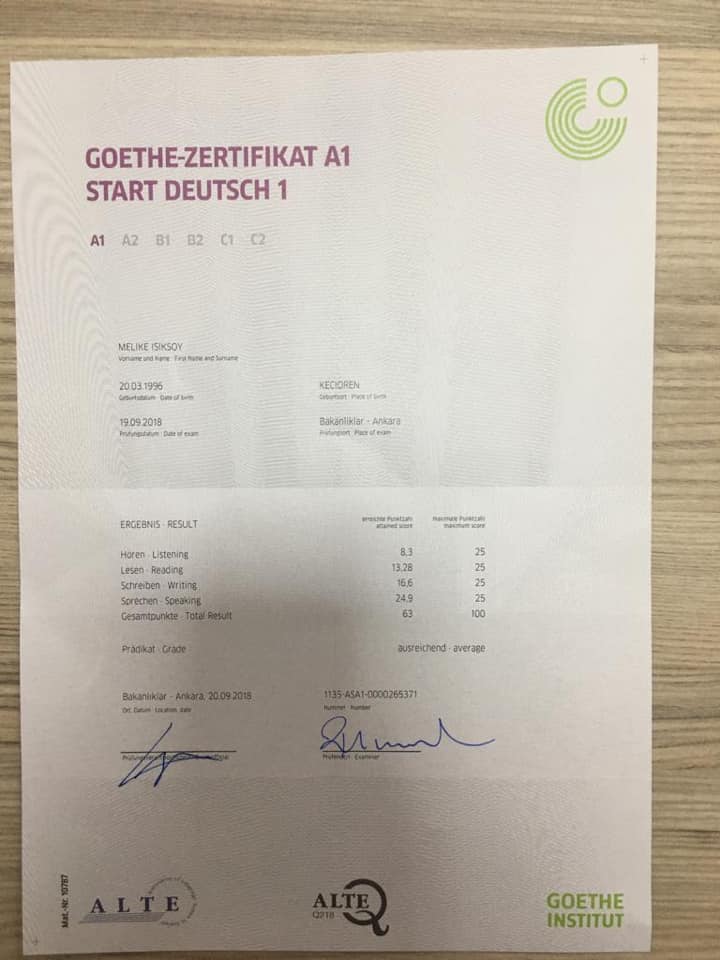 GOETHE-ZERTIFIKAT A1
START DEUTSCH 1
A1 A2 B1 B2 C1 C2
MELIKE ISIKSOY
Vorname und Name · First Name and Surname
20.03.1996 KECIOREN
Geburtsdatum · Date of birth Geburtsort · Place of birth
19.09.2018 Bakanliklar - Ankara
Prüfungsdatum · Date of exam Prüfungsort · Place of exam
ERGEBNIS · RESULT erreichte Punktzahl maximale Punktzahl
attained score maximum score
Hören · Listening 8,3 25
Lesen · Reading 13,28 25
Schreiben · Writing 16,6 25
Sprechen · Speaking 24,9 25
Gesamtpunkte · Total Result 63 100
Prädikat · Grade ausreichend · average
Bakanliklar - Ankara, 20.09.2018 1135-ASA1-0000265371
Ort, Datum · Location, date Nummer · Number
Prüfende/r · Examiner
Mat.-Nr. 10787
ALTE
ALTE
Q218
GOETHE
INSTITUT